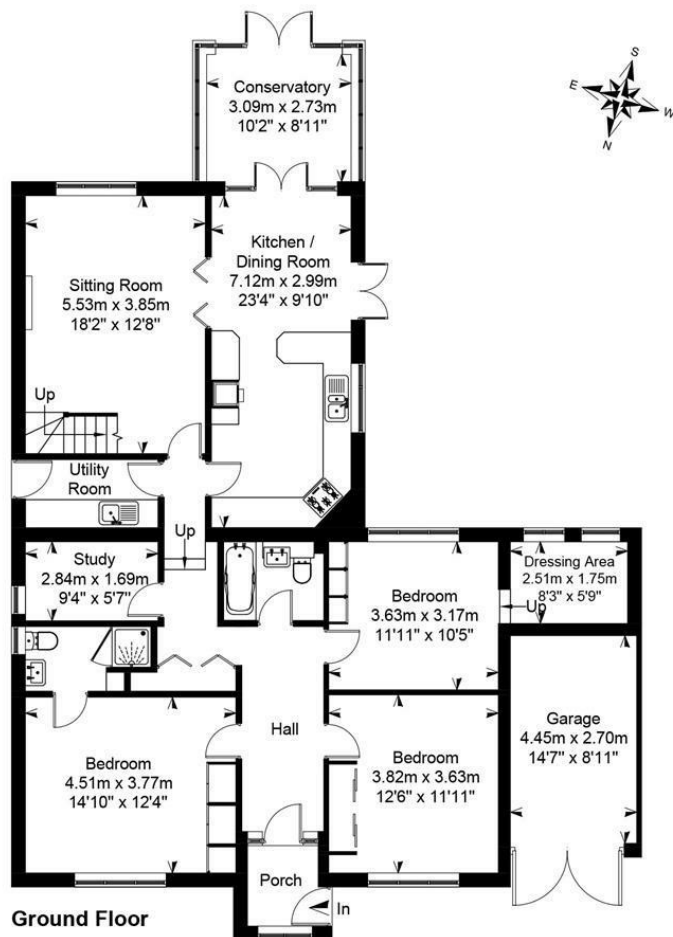 Conservatory
3.09m x 2.73m
10'2" x 8'11"
S
E
W
N
Kitchen /
Dining Room
7.12m x 2.99m
23'4" x 9'10"
Sitting Room
5.53m x 3.85m
18'2" x 12'8"
Up
Utility
Room
Up
Study
2.84m x 1.69m
9'4" x 5'7"
Dressing Area
2.51m x 1.75m
8'3" x 5'9"
Up
Bedroom
3.63m x 3.17m
11'11" x 10'5"
Garage
4.45m x 2.70m
14'7" x 8'11"
Hall
Bedroom
4.51m x 3.77m
14'10" x 12'4"
Bedroom
3.82m x 3.63m
12'6" x 11'11"
Porch
In
Ground Floor